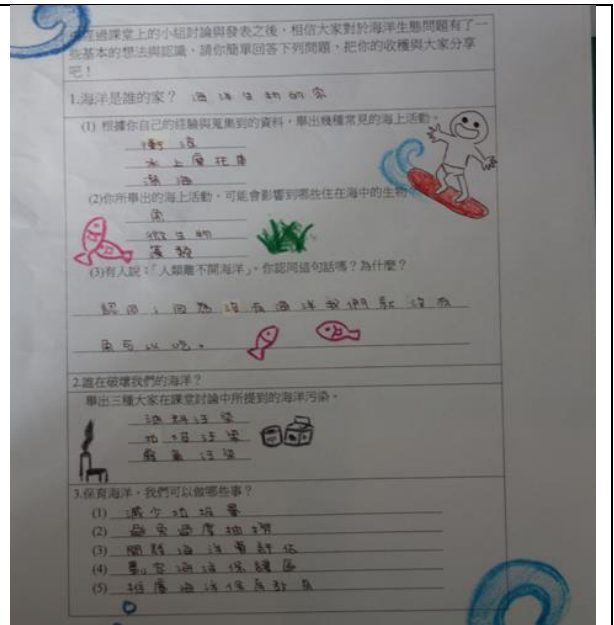 經過課堂上的小組討論與發表之後，相信大家對於海洋生態問題有了一
些基本的想法與認識，請你簡單回答下列問題，把你的收穫與大家分享
吧！
1.海洋是誰的家？ 海洋生物的家
(1) 根據你自己的經驗與蒐集到的資料，舉出幾種常見的海上活動。
衝浪
水上摩托車
潛海
(2)你所舉出的海上活動，可能會影響到哪些住在海中的生物
魚
微生物
藻類
(3)有人說：「人類離不開海洋」，你認同這句話嗎？為什麼？
認同，因為沒有海洋我們就沒有
魚可以吃。
2.誰在破壞我們的海洋？
舉出三種大家在課堂討論中所提到的海洋污染。
油料汙染
垃圾汙染
汙染
3.保育海洋，我們可以做哪些事？
(1) 減少垃圾量
(2) 避免過度
(3) 開發海洋評估
(4) 劃定海洋保護區
(5) 推廣海洋保育教育